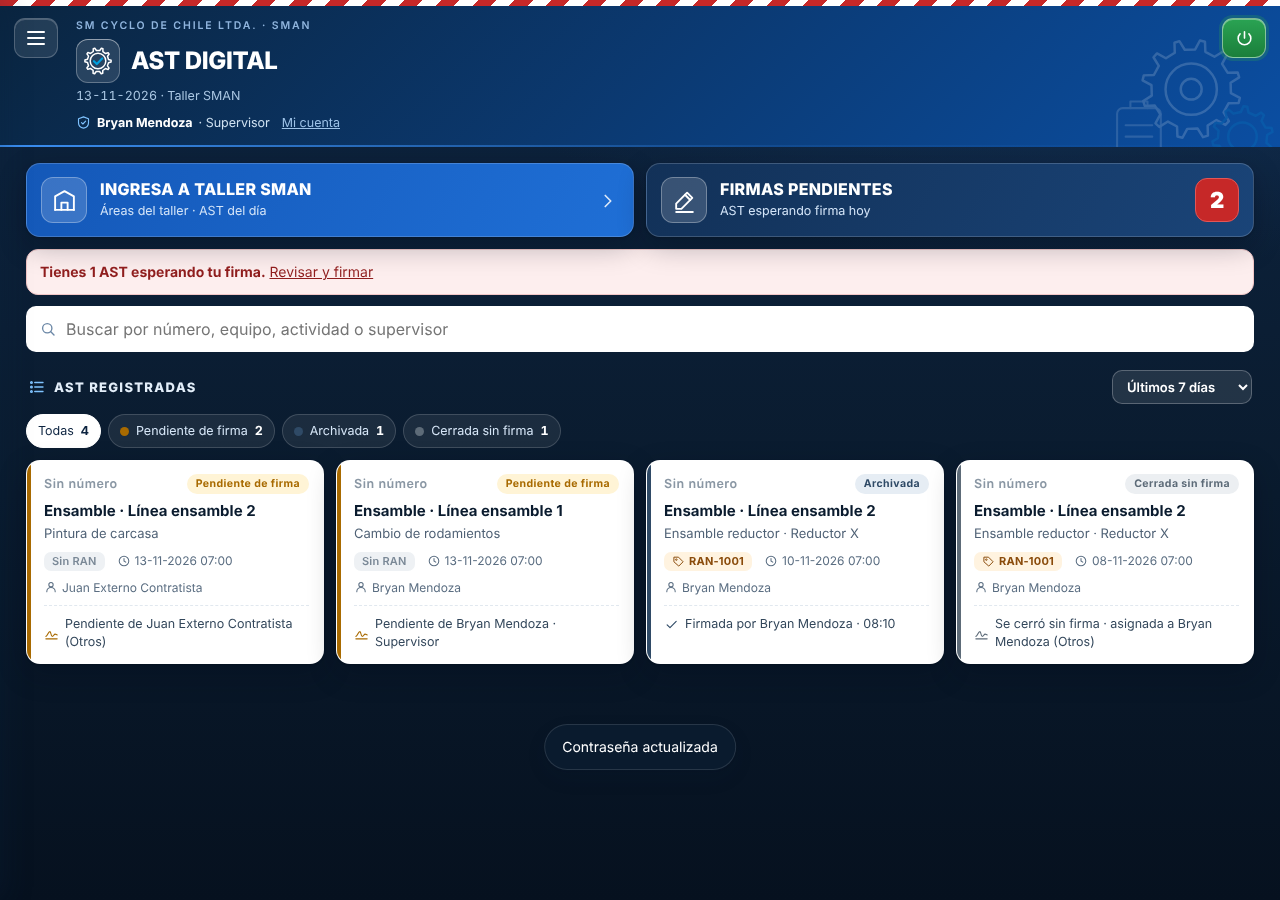 SM CYCLO DE CHILE LTDA. · SMAN
AST DIGITAL
13-11-2026 · Taller SMAN
Bryan Mendoza · Supervisor Mi cuenta
INGRESA A TALLER SMAN
Áreas del taller · AST del día
FIRMAS PENDIENTES
AST esperando firma hoy
2
Tienes 1 AST esperando tu firma. Revisar y firmar
Buscar por número, equipo, actividad o supervisor
AST REGISTRADAS
Últimos 7 días
Todas 4
Pendiente de firma 2
Archivada 1
Cerrada sin firma 1
Sin número
Pendiente de firma
Ensamble · Línea ensamble 2
Pintura de carcasa
Sin RAN
13-11-2026 07:00
Juan Externo Contratista
Pendiente de Juan Externo Contratista
(Otros)
Sin número
Pendiente de firma
Ensamble · Línea ensamble 1
Cambio de rodamientos
Sin RAN
13-11-2026 07:00
Bryan Mendoza
Pendiente de Bryan Mendoza ·
Supervisor
Sin número
Archivada
Ensamble · Línea ensamble 2
Ensamble reductor · Reductor X
RAN-1001
10-11-2026 07:00
Bryan Mendoza
Firmada por Bryan Mendoza · 08:10
Sin número
Cerrada sin firma
Ensamble · Línea ensamble 2
Ensamble reductor · Reductor X
RAN-1001
08-11-2026 07:00
Bryan Mendoza
Se cerró sin firma · asignada a Bryan
Mendoza (Otros)
Contraseña actualizada